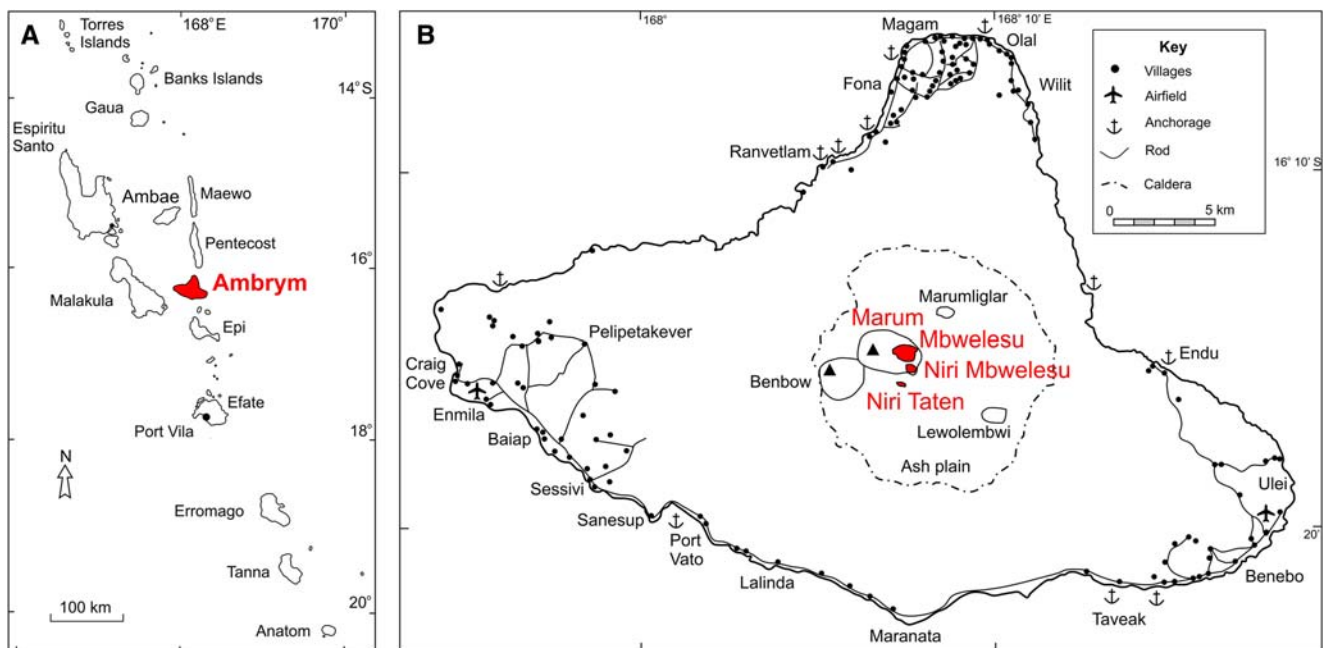 A
168° E
170°
Torres
Islands
Banks Islands
14°S
Gaua
Espiritu
Santo
Ambae
Maewo
Pentecost
16°
Ambrym
Malakula
Epi
Efate
Port Vila
18°
N
Erromago
Tanna
100 km
20°
Anatom
B
168°
168° 10' E
Magam
Olal
Fona
Wilit
Ranvetlam
Key
Villages
Airfield
Anchorage
Rod
Caldera
0
5 km
16° 10' S
Marumliglar
Marum
Mbwelesu
Niri Mbwelesu
Benbow
Niri Taten
Lewolembwi
Ash plain
Pelipetakever
Craig
Cove
Enmila
Baiap
Sessivi
Sanesup
Port
Vato
Lalinda
Maranata
Endu
Ulei
20'
Benebo
Taveak